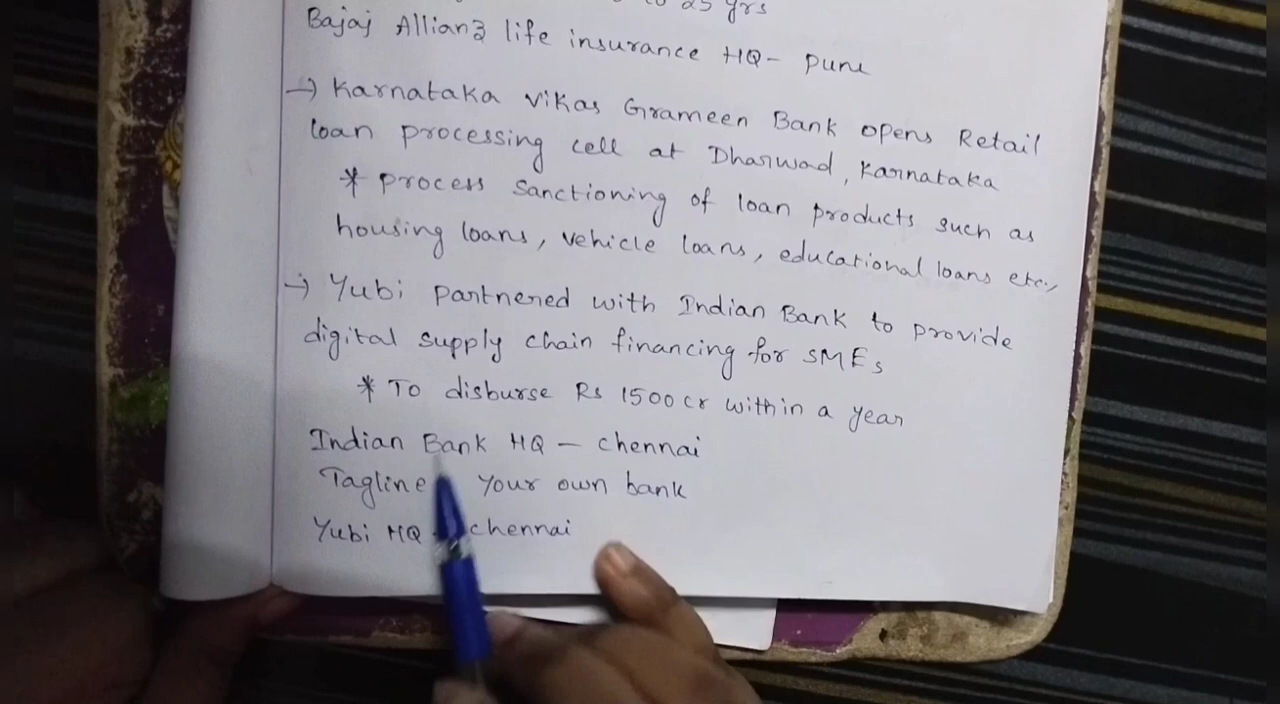 to 25 yrs
Bajaj Allianz life insurance HQ - Pune
→ Karnataka Vikas Grameen Bank opens Retail
loan processing cell at Dharwad, Karnataka
* Process Sanctioning of loan products such as
housing loans, vehicle loans, educational loans etc.,
→ Yubi partnered with Indian Bank to provide
digital supply chain financing for SMEs
* To disburse Rs 1500 cr within a year
Indian Bank HQ - Chennai
Tagline Your own bank
Yubi HQ - Chennai